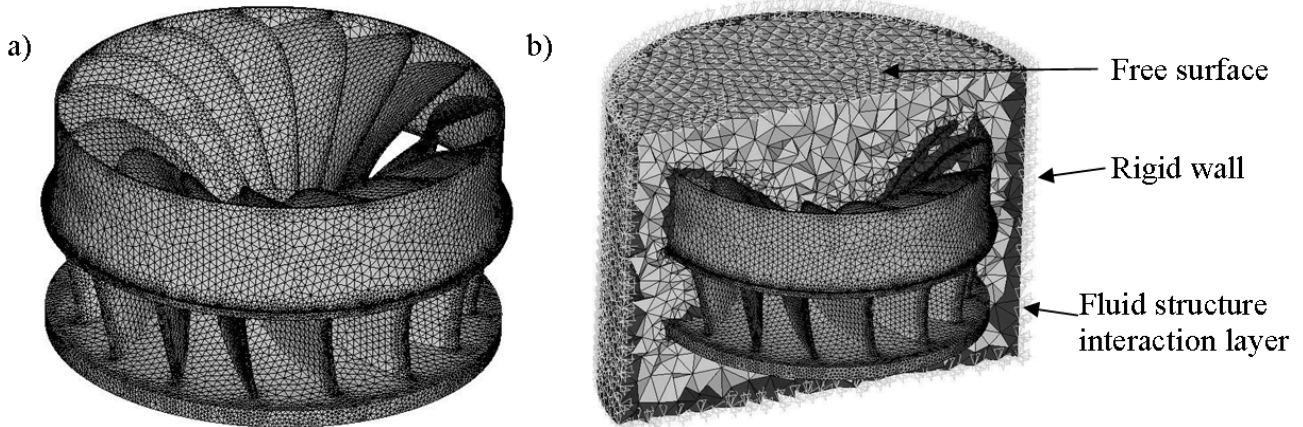 a)
b)
Free surface
Rigid wall
Fluid structure
interaction layer